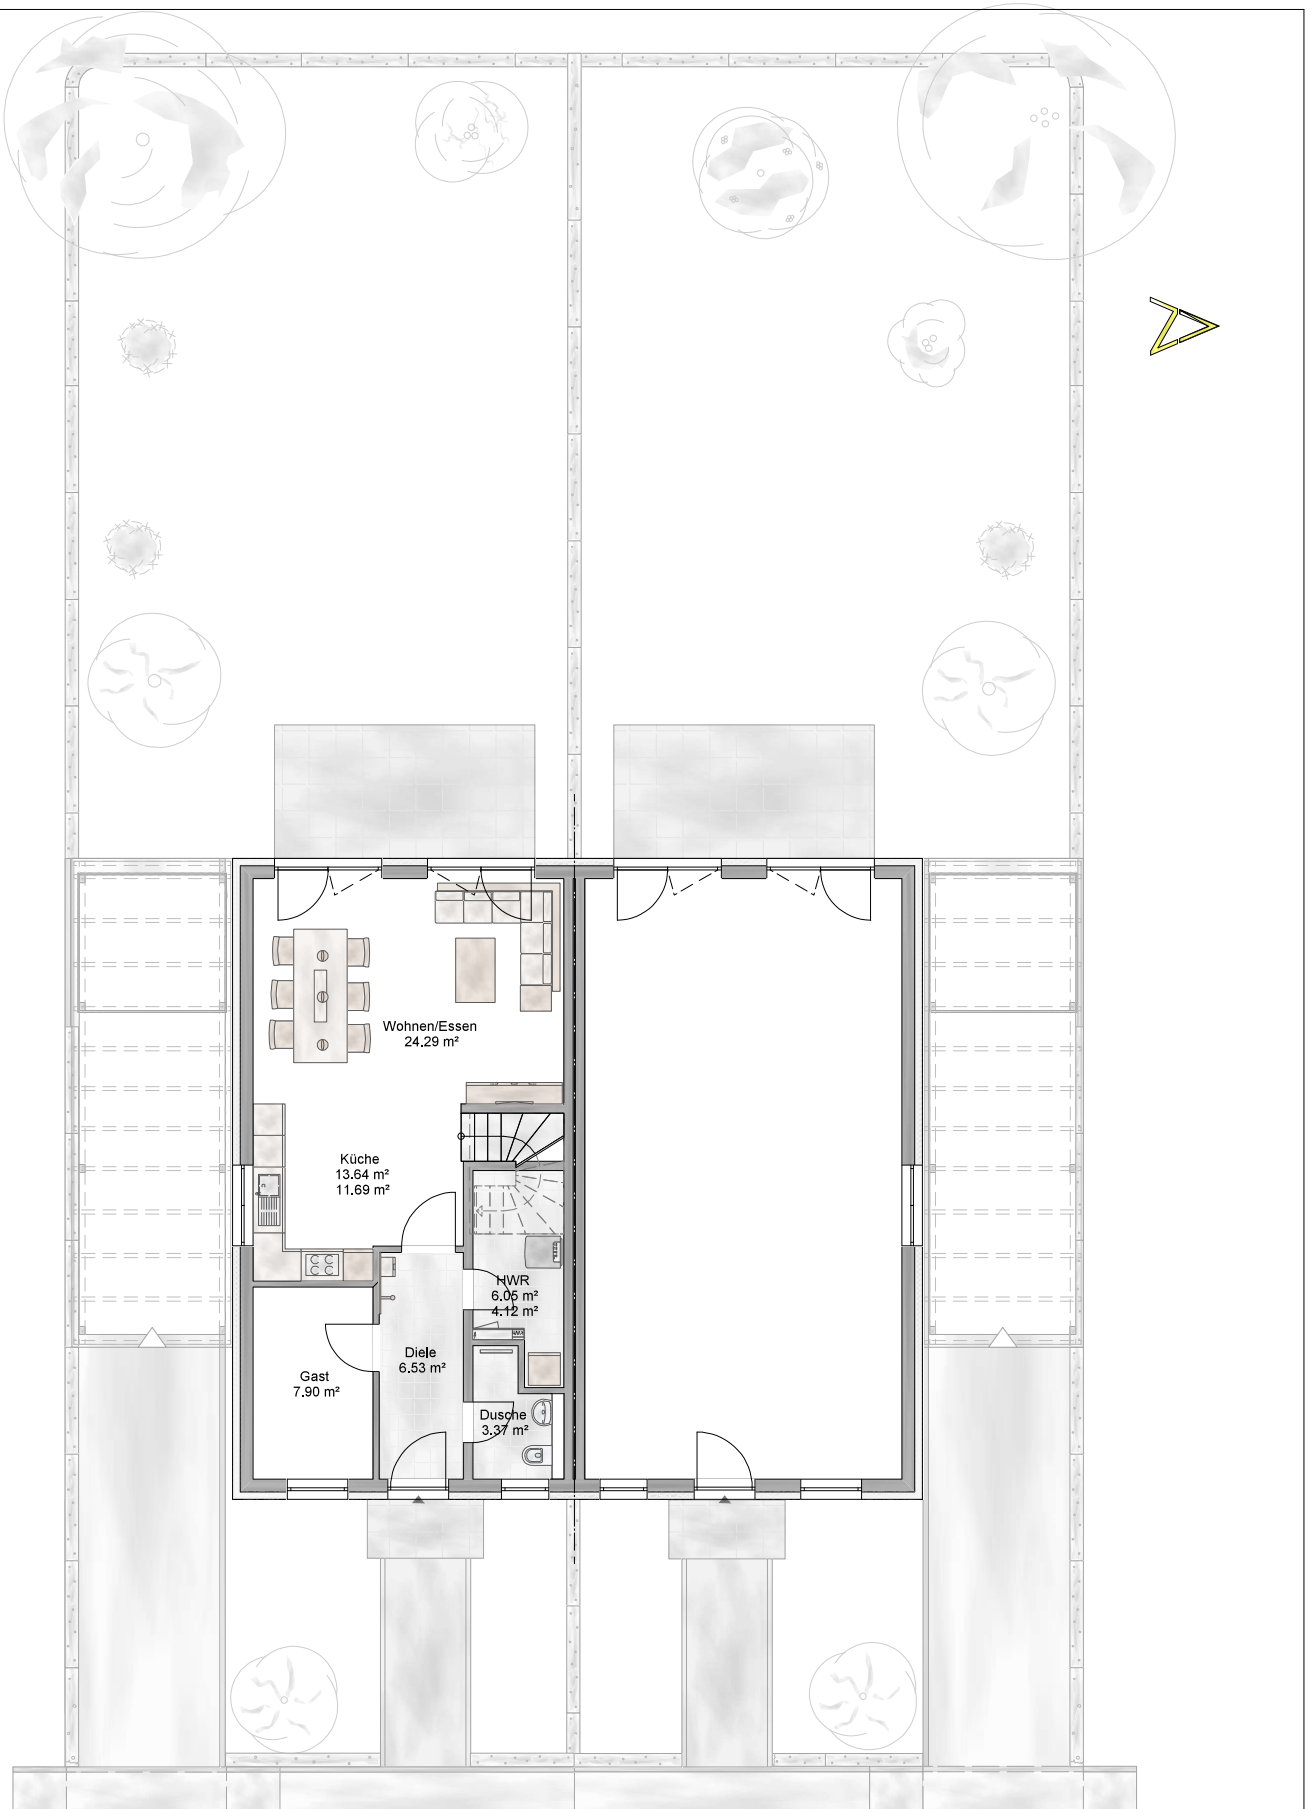 Wohnen/Essen
24.29 m²
Küche
13.64 m²
11.69 m²
HWR
6.05 m²
4.12 m²
Diele
6.53 m²
Gast
7.90 m²
Dusche
3.37 m²